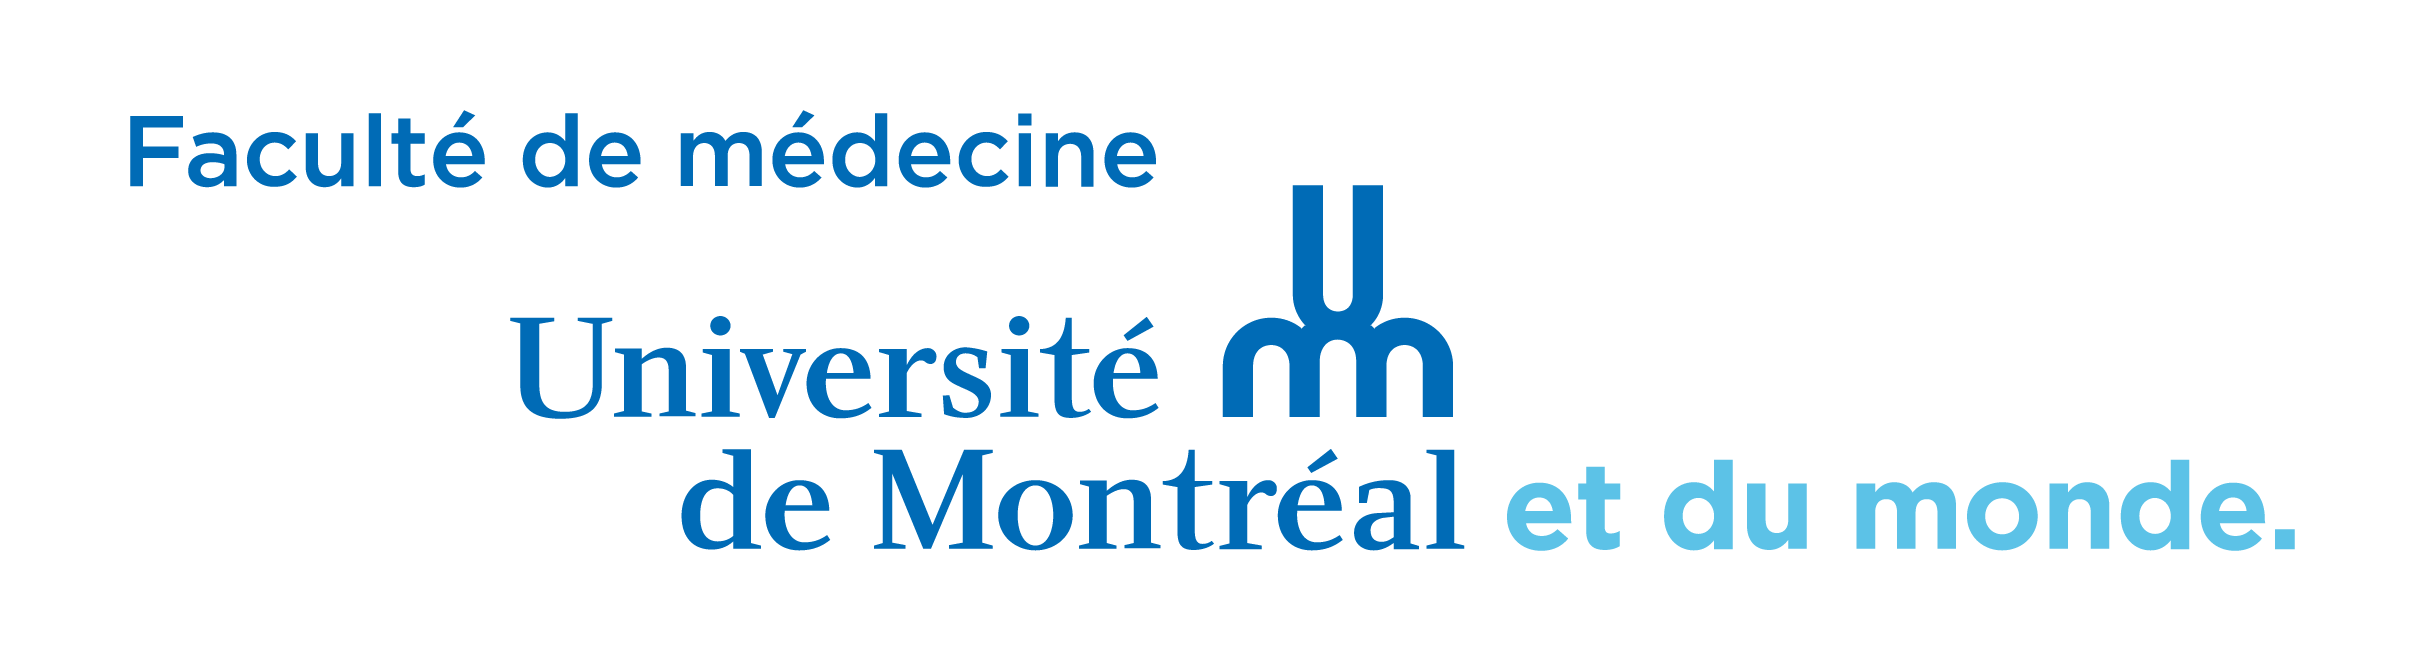 Faculté de médecine
Université
de Montréal et du monde.